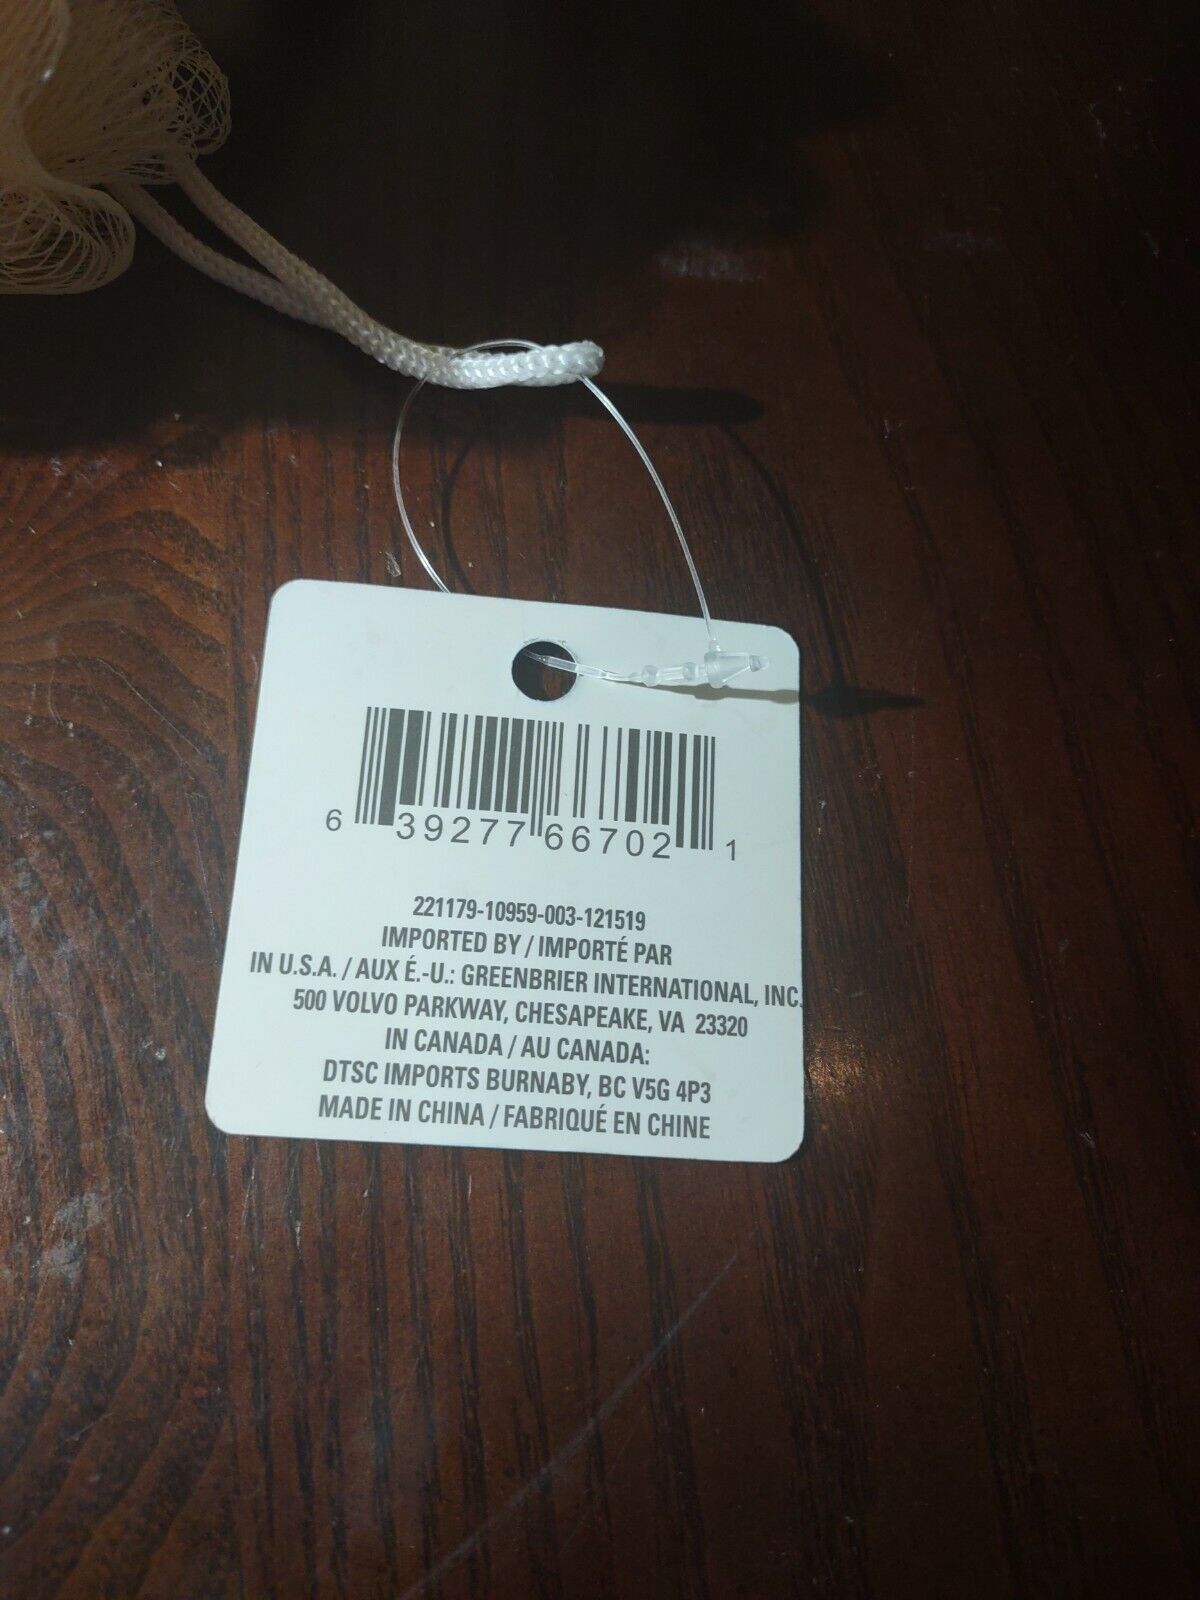 6 39277 66702 1
221179-10959-003-121519
IMPORTED BY / IMPORTÉ PAR
IN U.S.A. / AUX É.-U.: GREENBRIER INTERNATIONAL, INC.
500 VOLVO PARKWAY, CHESAPEAKE, VA 23320
IN CANADA / AU CANADA:
DTSC IMPORTS BURNABY, BC V5G 4P3
MADE IN CHINA / FABRIQUÉ EN CHINE